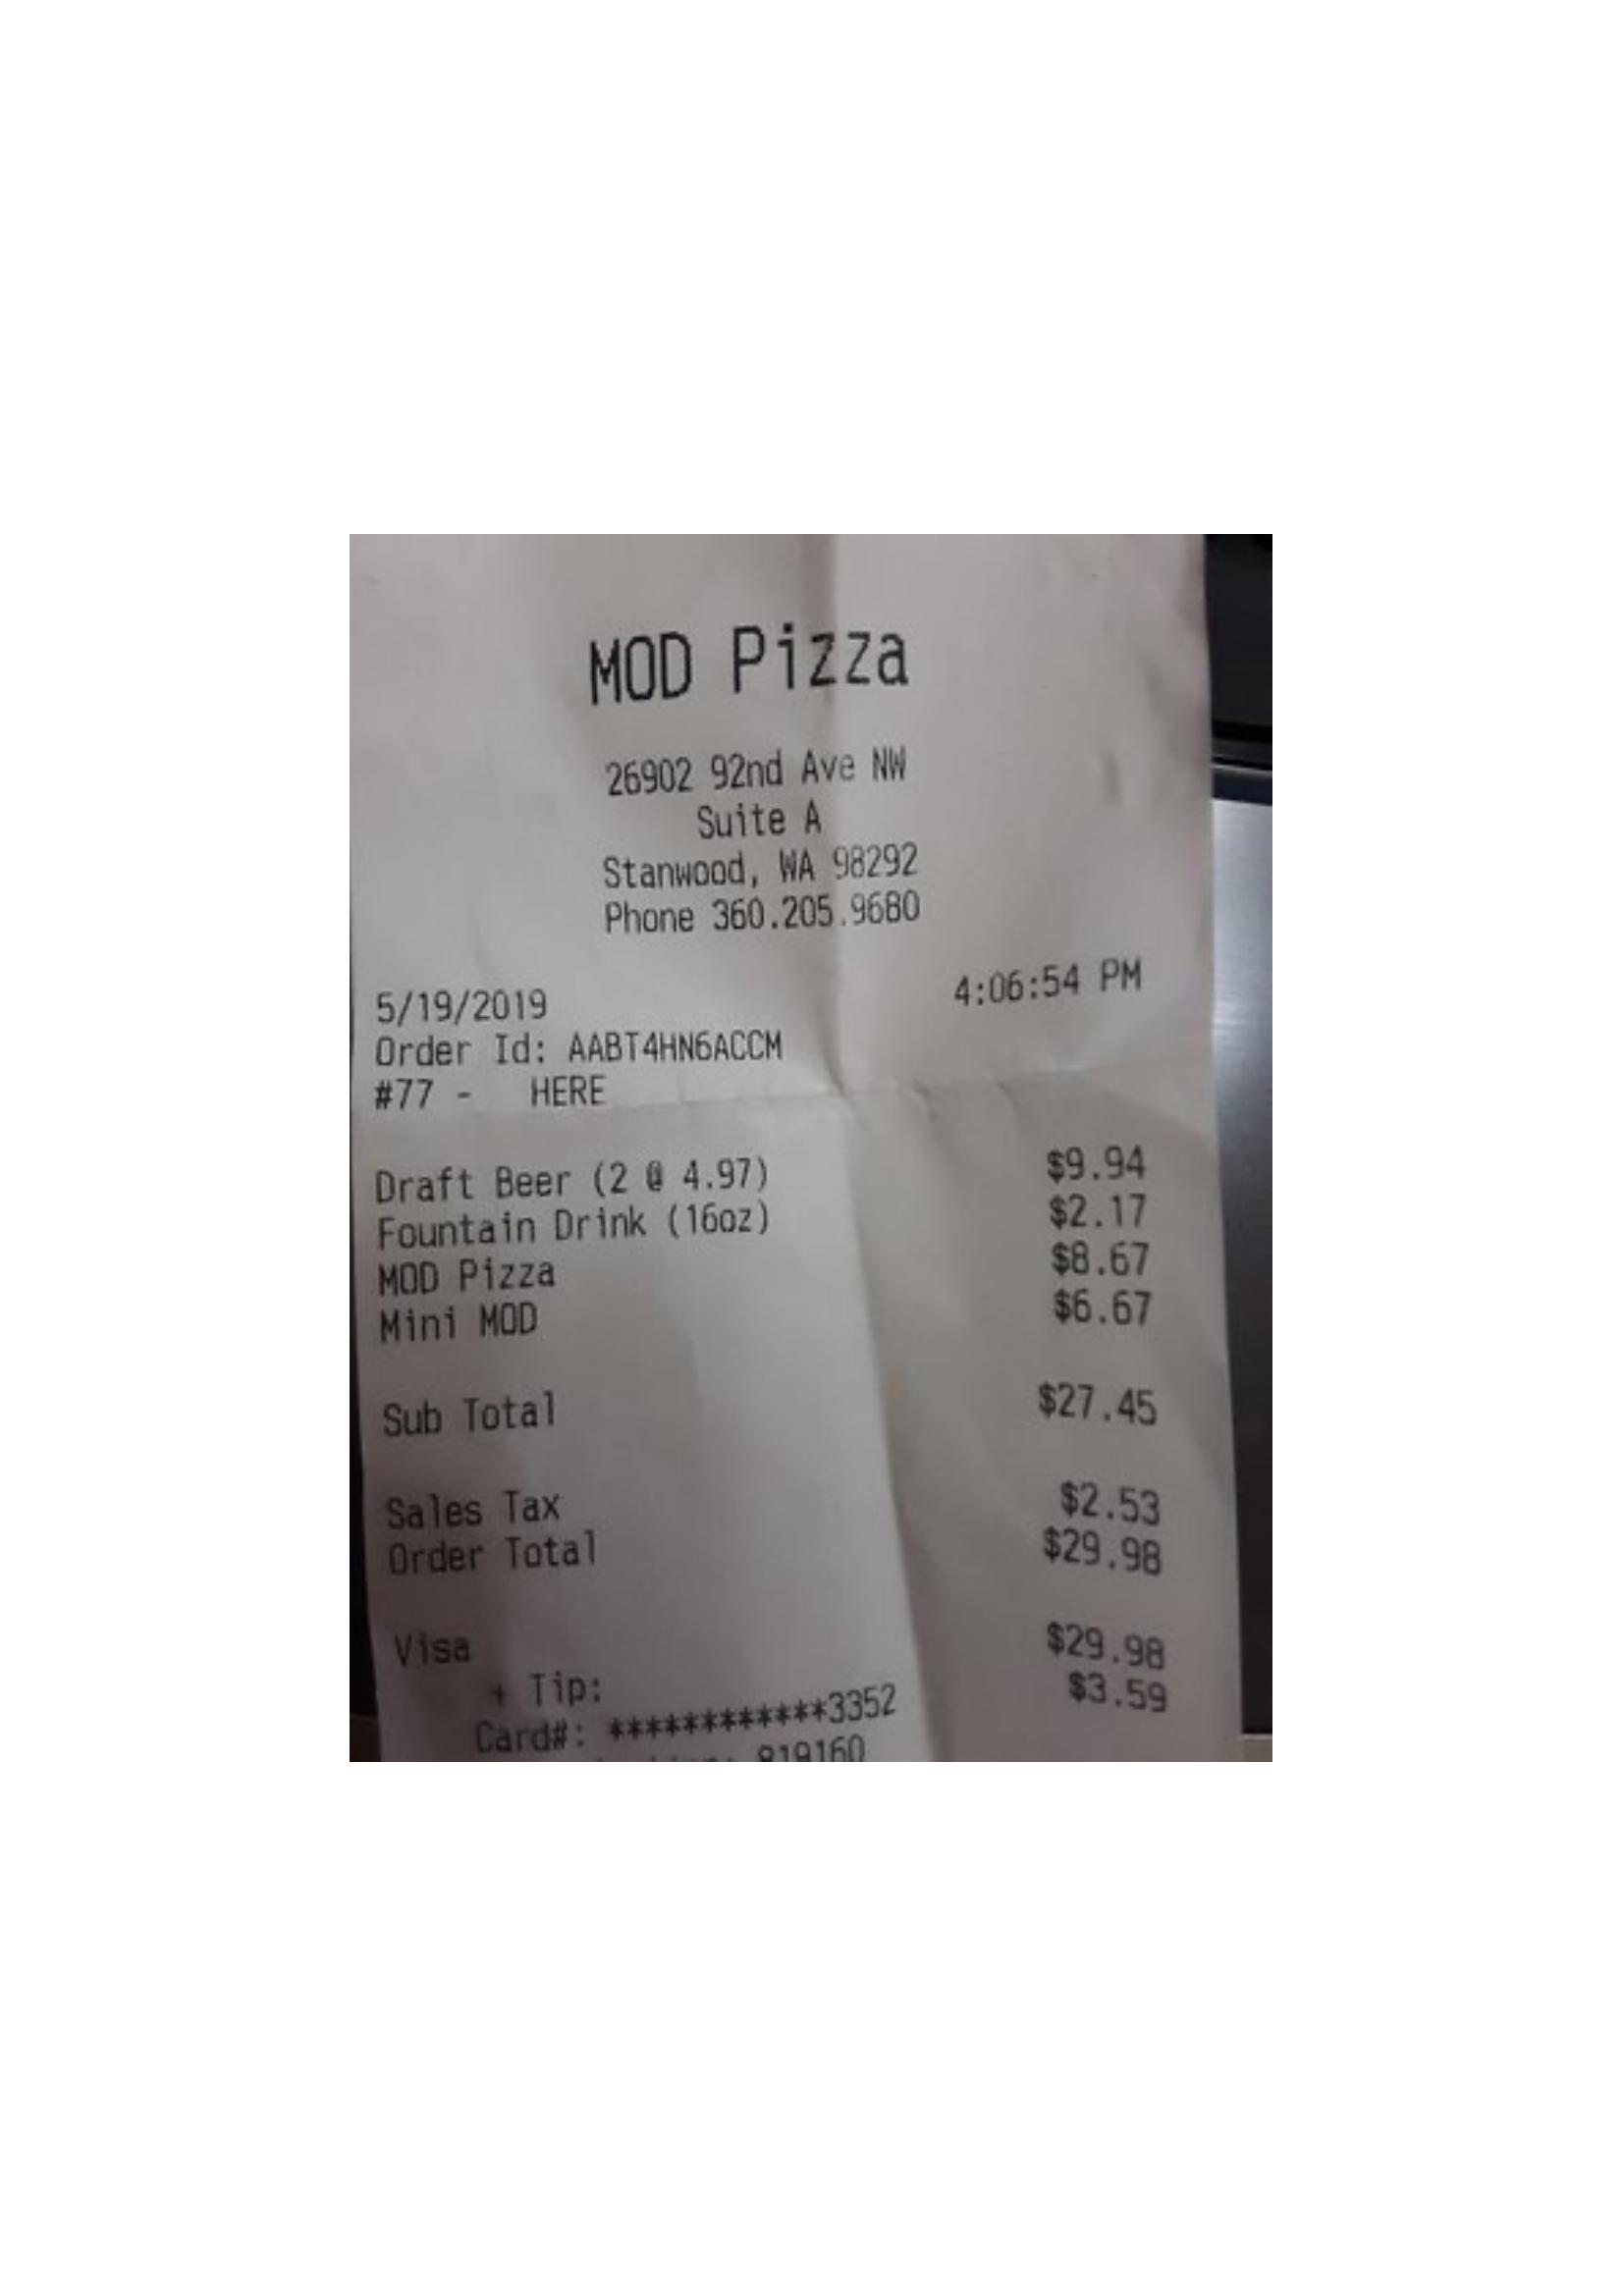 MOD Pizza
26902 92nd Ave NW
Suite A
Stanwood, WA 98292
Phone 360.205.9680
5/19/2019 4:06:54 PM
Order Id: AABT4HN6ACCM
#77 - HERE
Draft Beer (2 @ 4.97) $9.94
Fountain Drink (16oz) $2.17
MOD Pizza $8.67
Mini MOD $6.67
Sub Total $27.45
Sales Tax $2.53
Order Total $29.98
Visa $29.98
+ Tip: $3.59
Card#: ************3352
819160